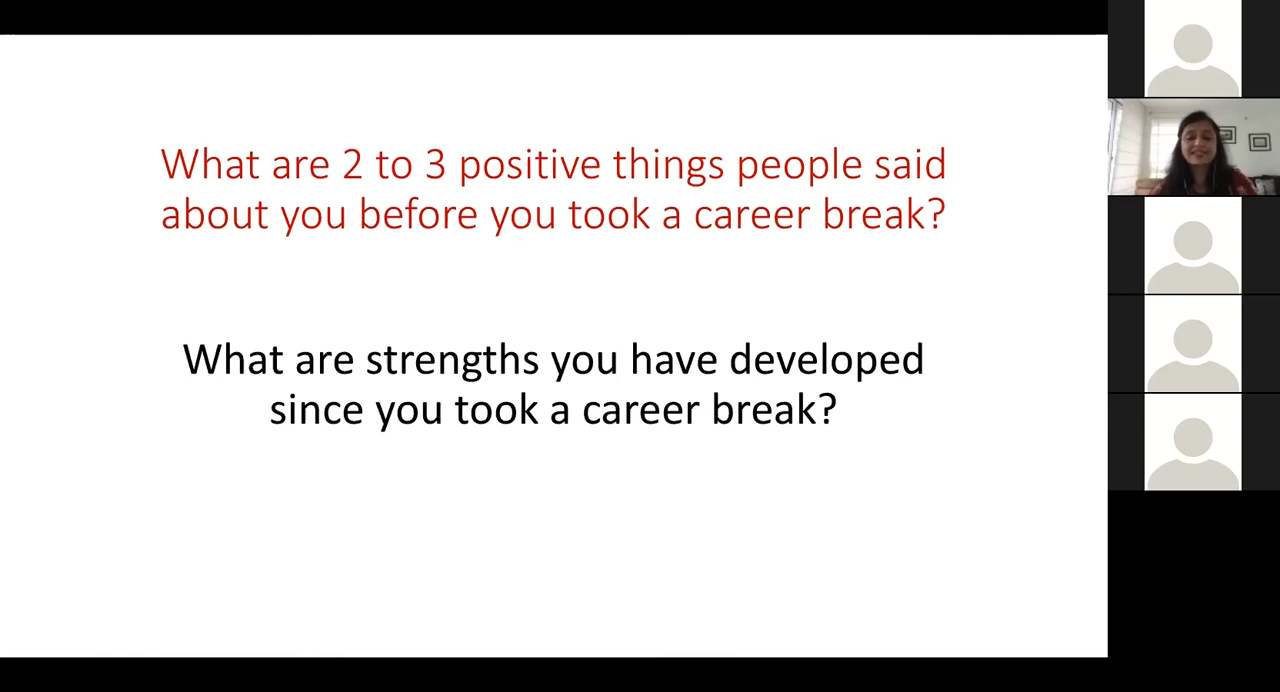 What are 2 to 3 positive things people said
about you before you took a career break?
What are strengths you have developed
since you took a career break?